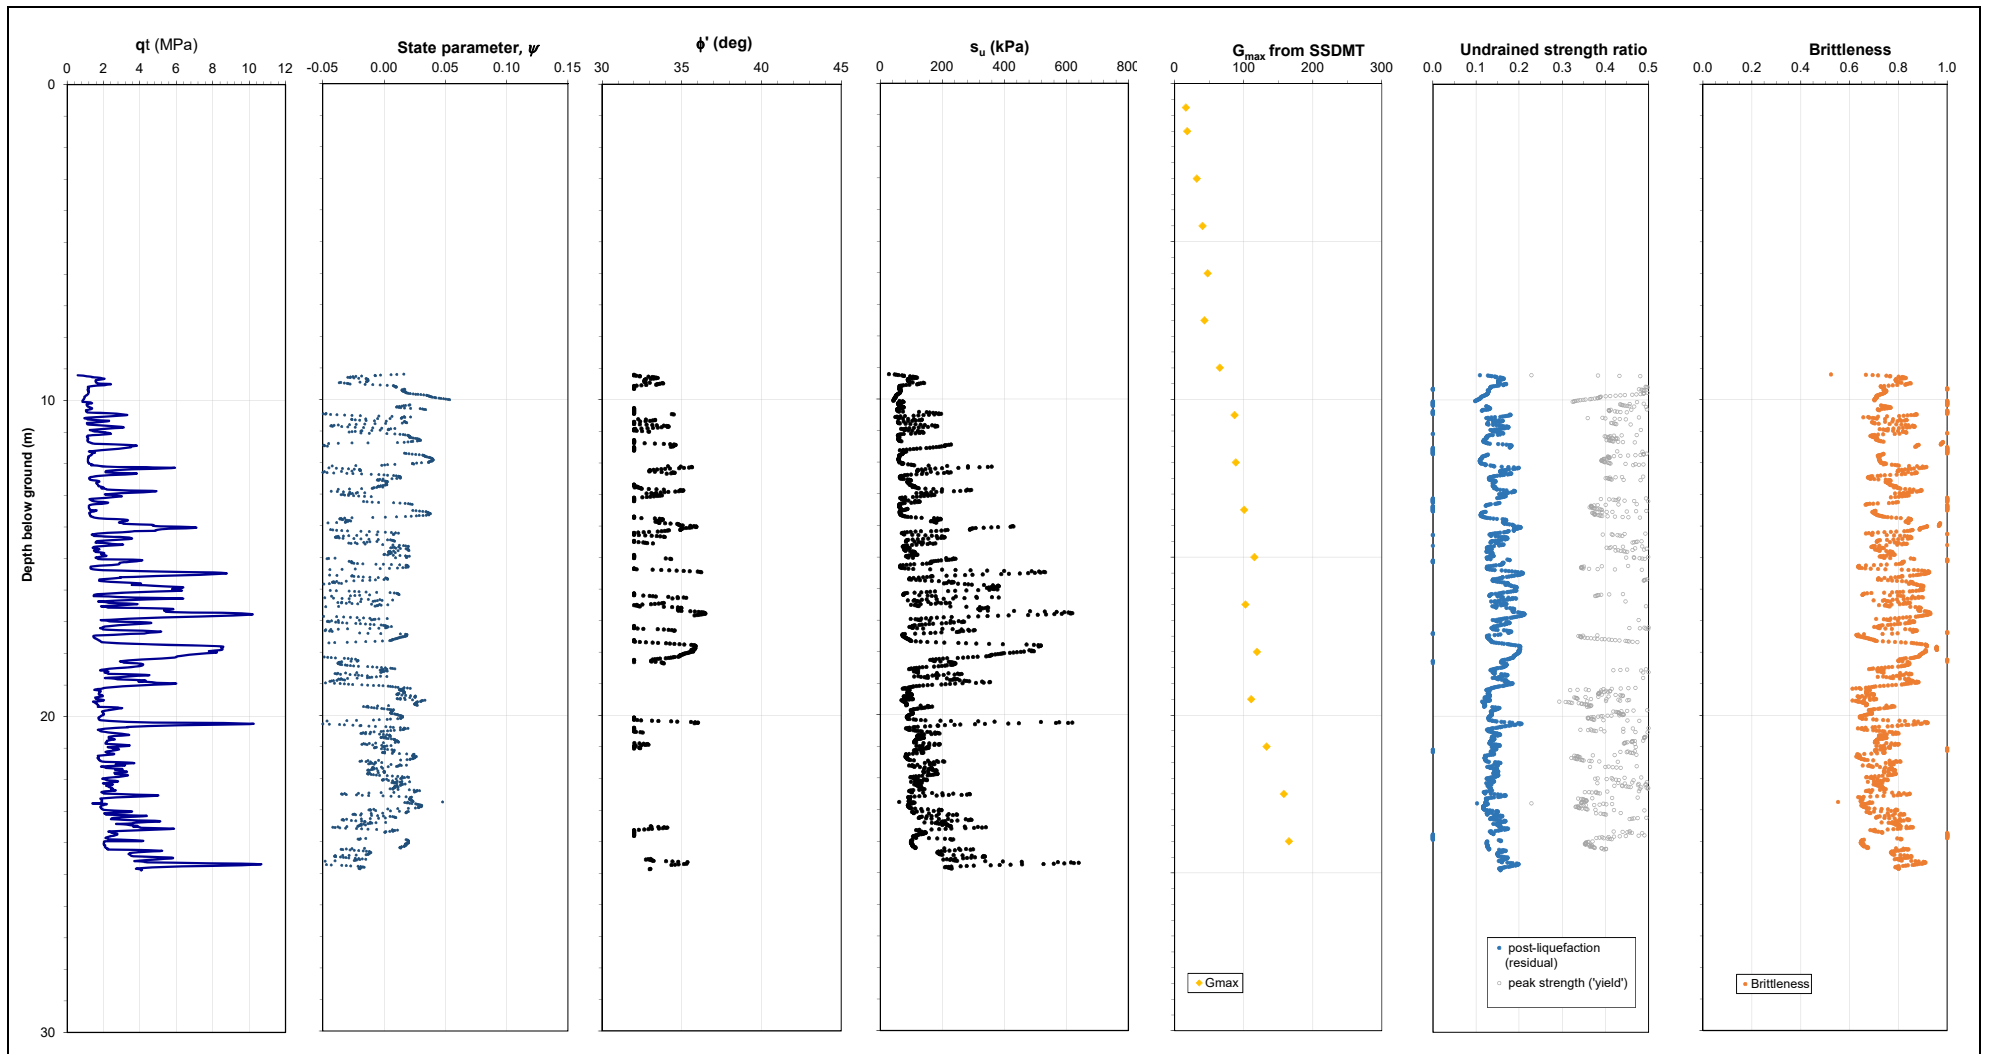 qt (MPa)
State parameter, ψ
ϕ' (deg)
su (kPa)
Gmax from SSDMT
Undrained strength ratio
Brittleness
0 2 4 6 8 10 12
-0.05 0.00 0.05 0.10 0.15
30 35 40 45
0 200 400 600 800
0 100 200 300
0.0 0.1 0.2 0.3 0.4 0.5
0.0 0.2 0.4 0.6 0.8 1.0
0
10
20
30
Depth below ground (m)
Gmax
post-liquefaction
(residual)
peak strength ('yield')
Brittleness